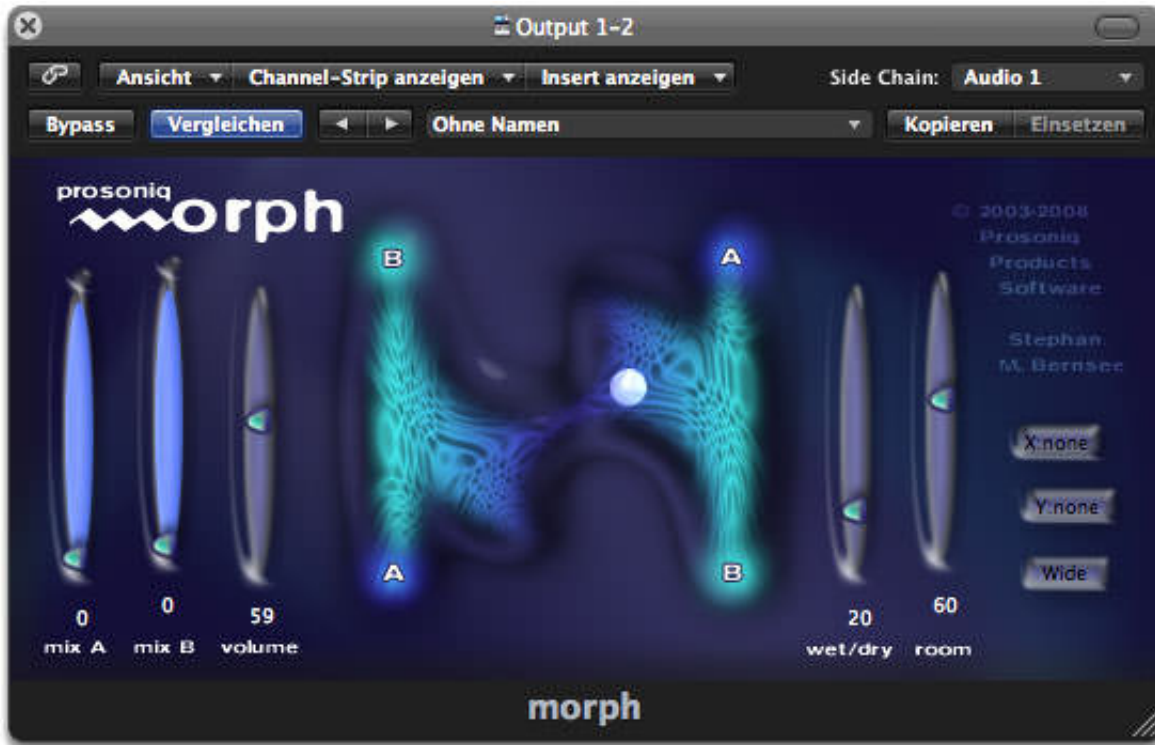 Output 1-2
Ansicht Channel-Strip anzeigen Insert anzeigen Side Chain: Audio 1
Bypass Vergleichen Ohne Namen Kopieren Einsetzen
prosoniq
morph
B A
© 2003-2008
Prosoniq
Products
Software
Stephan
M. Bernsee
X:none
Y:none
A B Wide
0 0 59 20 60
mix A mix B volume wet/dry room
morph